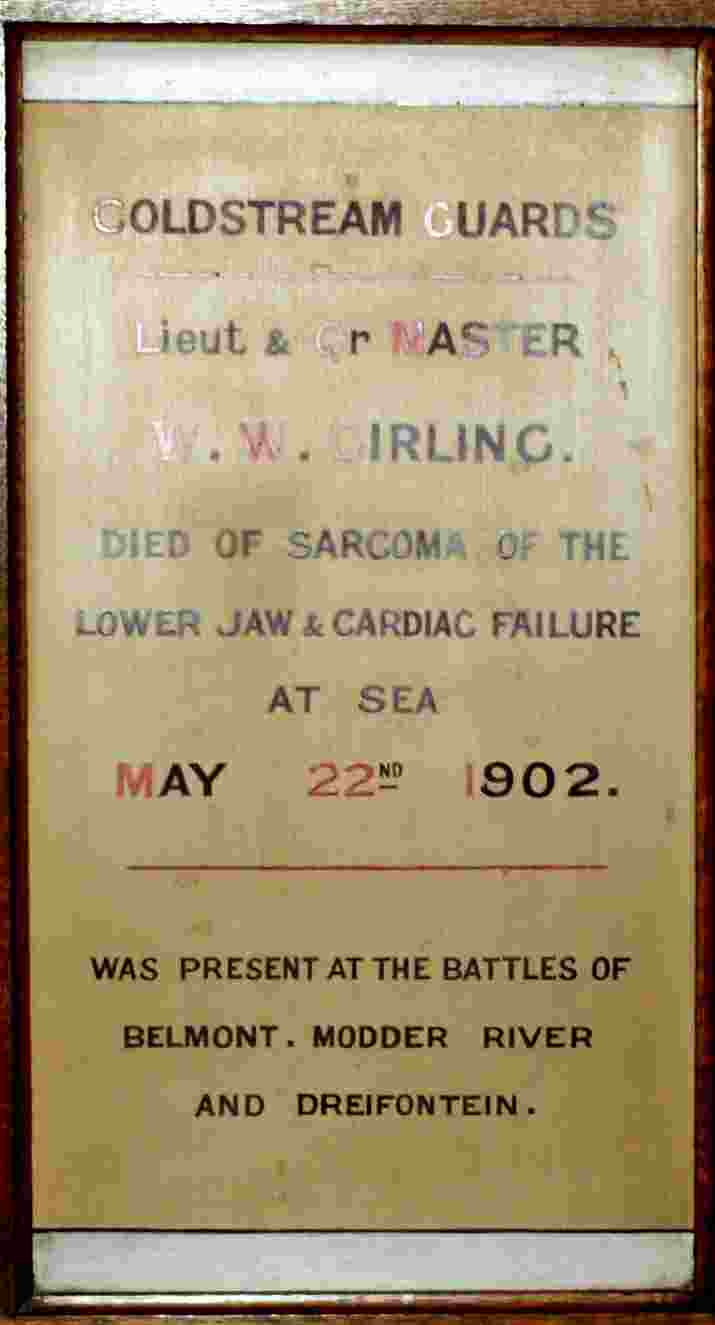 COLDSTREAM GUARDS
Lieut & Qr MASTER
W. W. GIRLING.
DIED OF SARCOMA OF THE
LOWER JAW & CARDIAC FAILURE
AT SEA
MAY 22ND 1902.
WAS PRESENT AT THE BATTLES OF
BELMONT. MODDER RIVER
AND DREIFONTEIN.